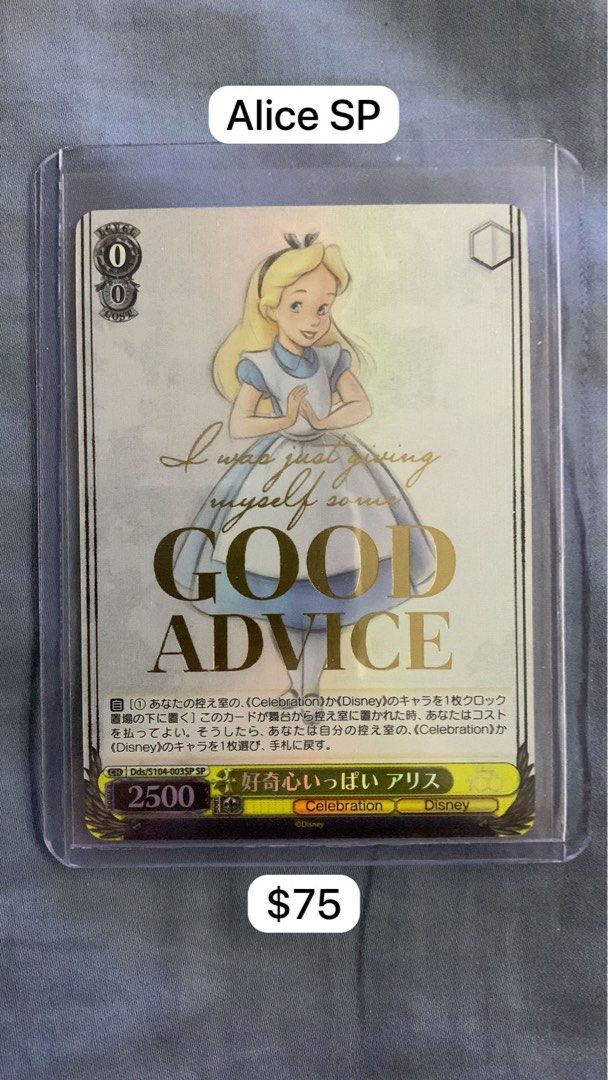 Alice SP
LEVEL
0
0
COST
I was just giving
myself some
GOOD
ADVICE
自 [① あなたの控え室の、《Celebration》か《Disney》のキャラを1枚クロック
置場の下に置く] このカードが舞台から控え室に置かれた時、あなたはコスト
を払ってよい。そうしたら、あなたは自分の控え室の、《Celebration》か
《Disney》のキャラを1枚選び、手札に戻す。
CH Dds/S104-003SP SP
好奇心いっぱい アリス
2500
Celebration Disney
©Disney
$75